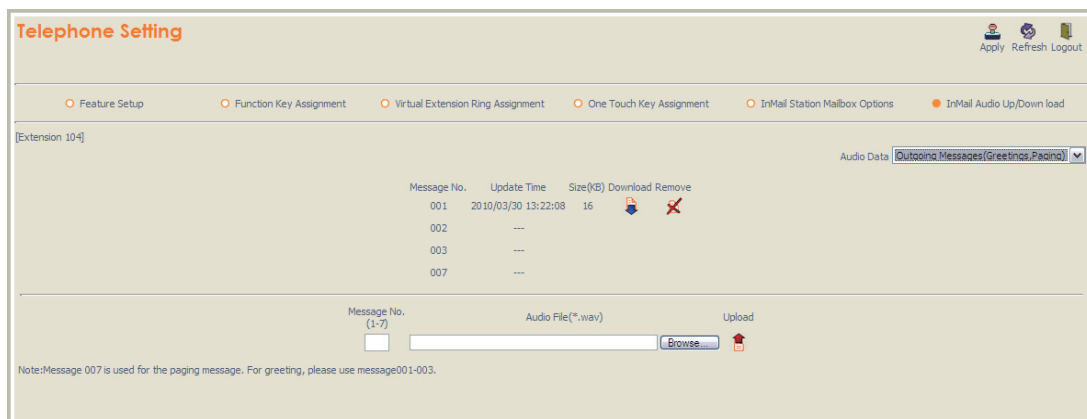 Telephone Setting
Apply Refresh Logout
Feature Setup Function Key Assignment Virtual Extension Ring Assignment One Touch Key Assignment InMail Station Mailbox Options InMail Audio Up/Down load
[Extension 104]
Audio Data Outgoing Messages(Greetings,Paging)
Message No. Update Time Size(KB) Download Remove
001 2010/03/30 13:22:08 16
002 ---
003 ---
007 ---
Message No. (1-7) Audio File(*.wav) Upload
Browse...
Note:Message 007 is used for the paging message. For greeting, please use message001-003.